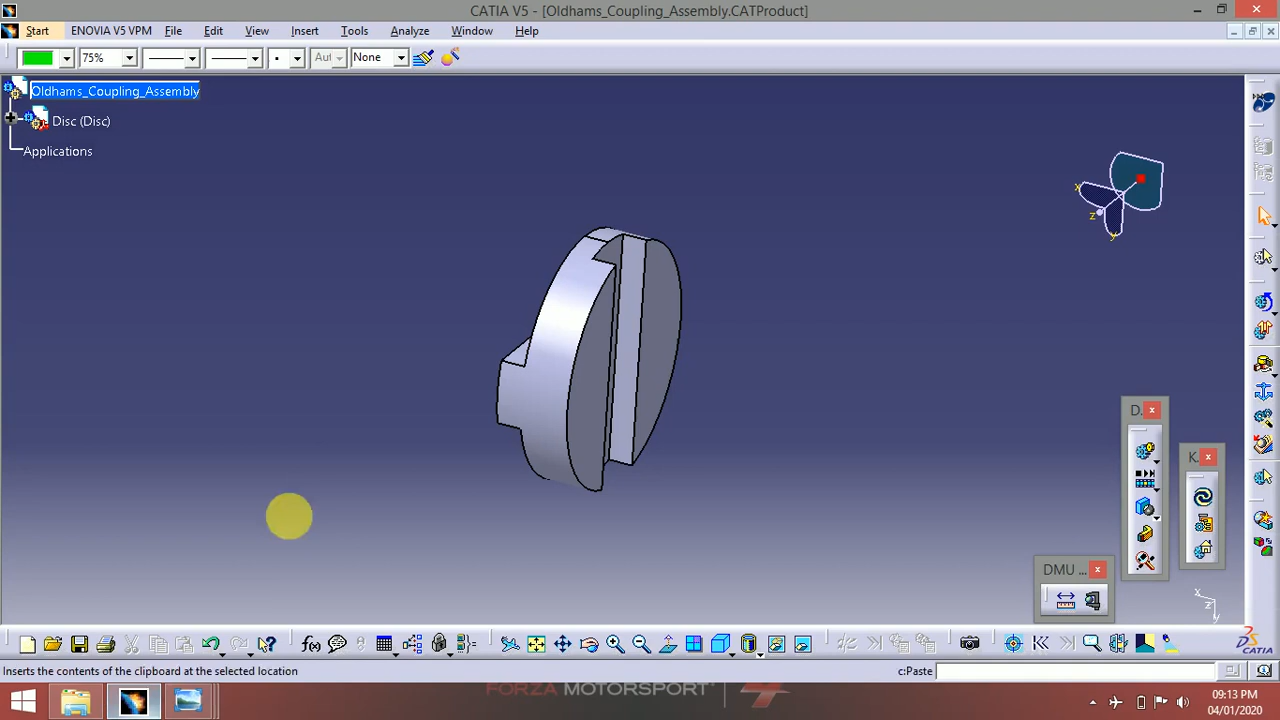 CATIA V5 - [Oldhams_Coupling_Assembly.CATProduct]
Start ENOVIA V5 VPM File Edit View Insert Tools Analyze Window Help
75% Aut None
Oldhams_Coupling_Assembly
Disc (Disc)
Applications
x
z
y
D.
K.
DMU ...
x
z
y
f(x)
CATIA
Inserts the contents of the clipboard at the selected location
c:Paste
FORZA MOTORSPORT
09:13 PM
04/01/2020